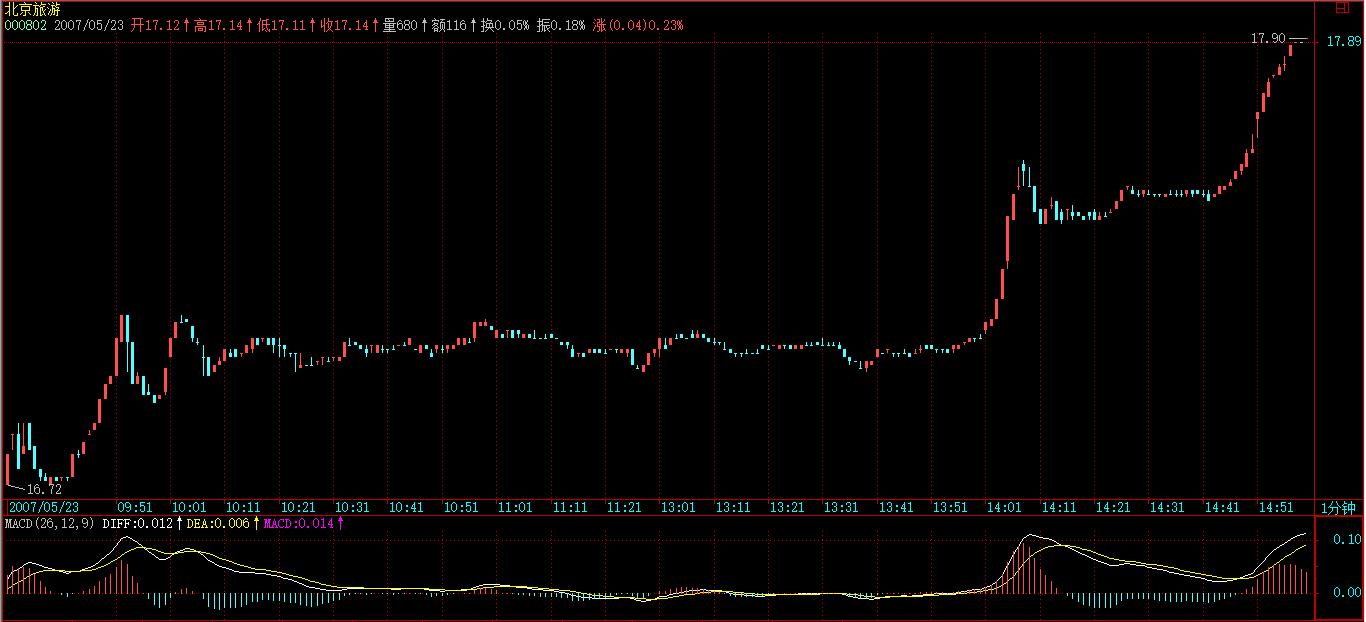 北京旅游
000802 2007/05/23 开17.12↑高17.14↑低17.11↑收17.14↑量680↑额116↑换0.05% 振0.18% 涨(0.04)0.23%
17.90
17.89
16.72
2007/05/23 09:51 10:01 10:11 10:21 10:31 10:41 10:51 11:01 11:11 11:21 13:01 13:11 13:21 13:31 13:41 13:51 14:01 14:11 14:21 14:31 14:41 14:51 1分钟
MACD(26,12,9) DIFF:0.012↑DEA:0.006↑MACD:0.014↑
0.10
0.00